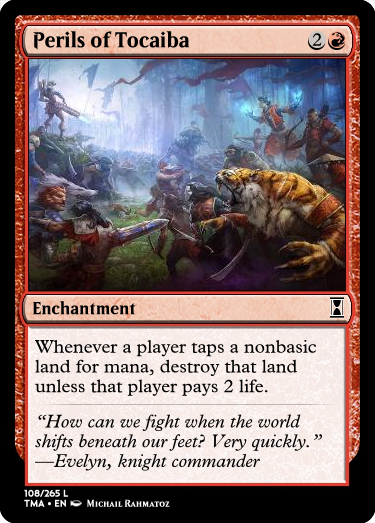 Perils of Tocaiba 2
Enchantment
Whenever a player taps a nonbasic
land for mana, destroy that land
unless that player pays 2 life.
“How can we fight when the world
shifts beneath our feet? Very quickly.”
—Evelyn, knight commander
108/265 L
TMA • EN Michail Rahmatoz